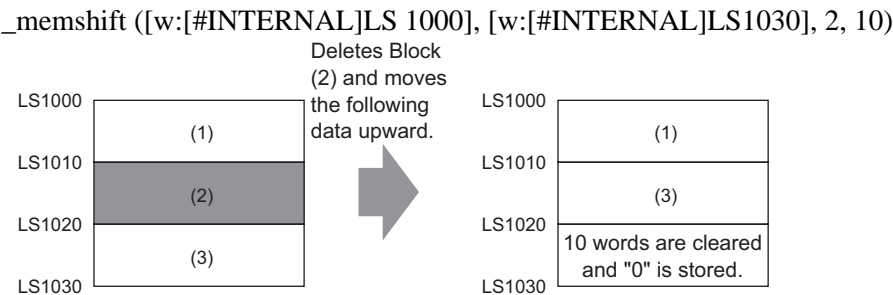 _memshift ([w:[#INTERNAL]LS 1000], [w:[#INTERNAL]LS1030], 2, 10)
Deletes Block
(2) and moves
the following
data upward.
LS1000
(1)
LS1010
(2)
LS1020
(3)
LS1030
LS1000
(1)
LS1010
(3)
LS1020
10 words are cleared
and "0" is stored.
LS1030